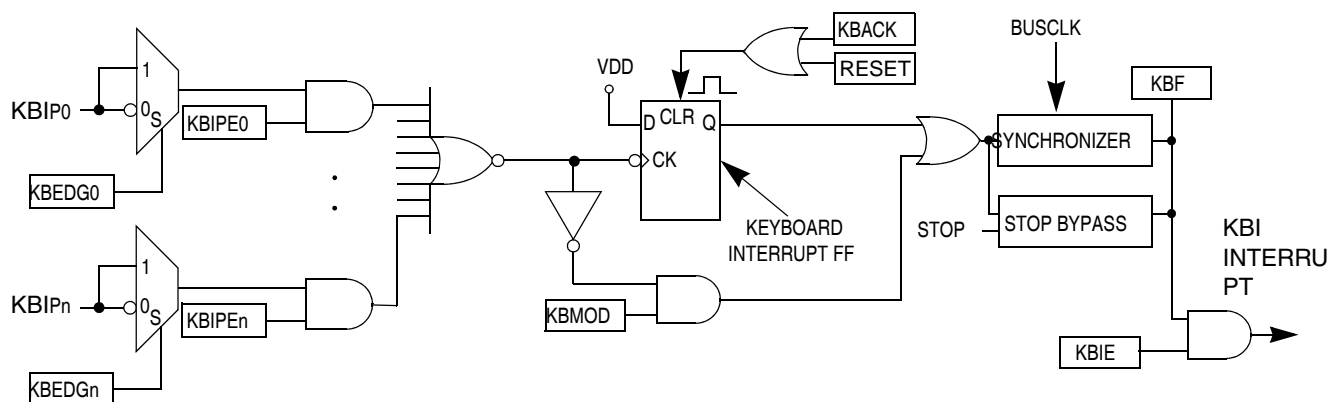 KBACK
RESET
BUSCLK
VDD
KBF
1
KBIP0
0
S
KBIPE0
D CLR Q
CK
SYNCHRONIZER
KBEDG0
KEYBOARD
INTERRUPT FF
STOP
STOP BYPASS
KBI
INTERRU
PT
1
KBIPn
0
S
KBIPEn
KBMOD
KBIE
KBEDGn